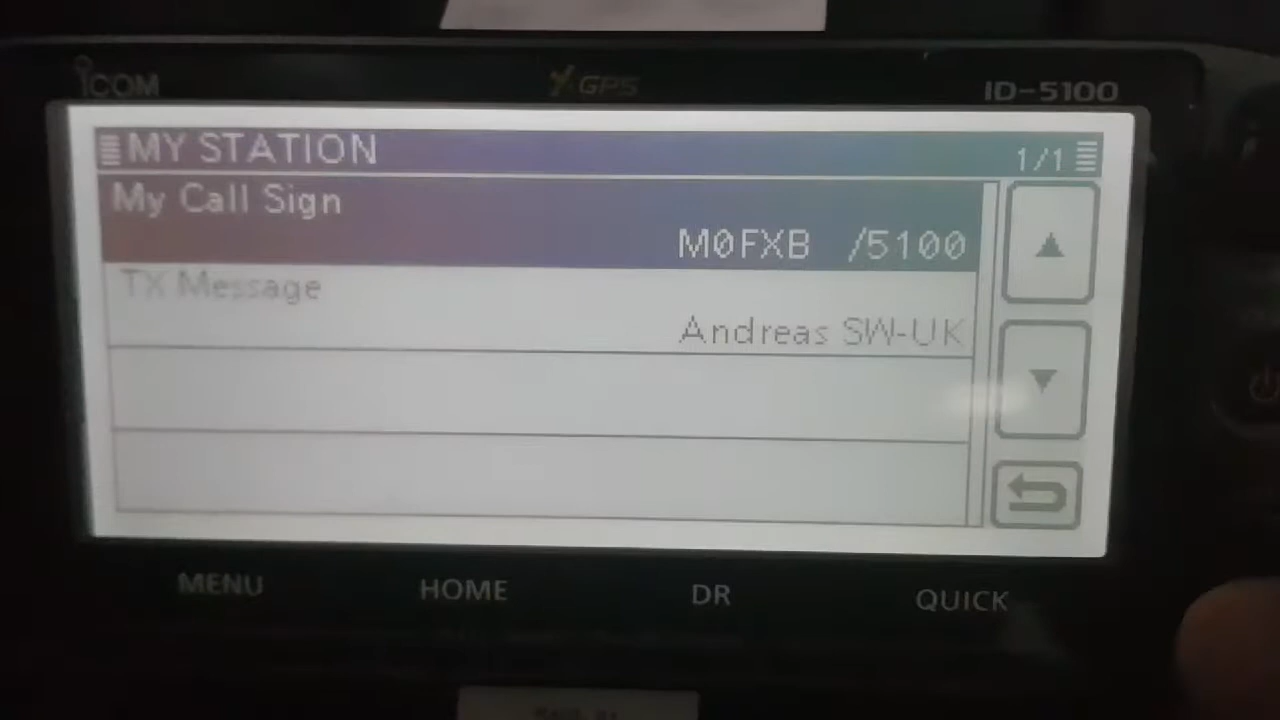 ICOM
GPS
ID-5100
MY STATION
1/1
My Call Sign
M0FXB /5100
TX Message
Andreas SW-UK
MENU
HOME
DR
QUICK